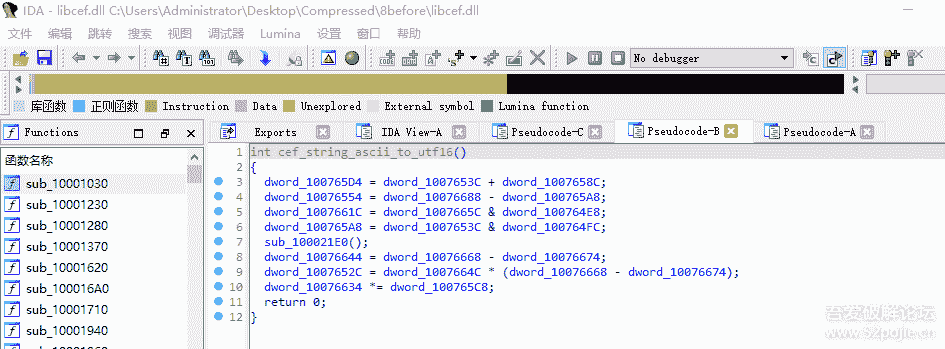 IDA - libcef.dll C:\Users\Administrator\Desktop\Compressed\8before\libcef.dll
文件 编辑 跳转 搜索 视图 调试器 Lumina 设置 窗口 帮助
No debugger
库函数 正则函数 Instruction Data Unexplored External symbol Lumina function
Functions
Exports IDA View-A Pseudocode-C Pseudocode-B Pseudocode-A
函数名称
sub_10001030
sub_10001230
sub_10001280
sub_10001370
sub_10001620
sub_100016A0
sub_10001710
sub_10001940
1 int cef_string_ascii_to_utf16()
2 {
3 dword_100765D4 = dword_1007653C + dword_1007658C;
4 dword_10076554 = dword_10076688 - dword_100765A8;
5 dword_1007661C = dword_1007665C & dword_100764E8;
6 dword_100765A8 = dword_1007653C & dword_100764FC;
7 sub_100021E0();
8 dword_10076644 = dword_10076668 - dword_10076674;
9 dword_1007652C = dword_1007664C * (dword_10076668 - dword_10076674);
10 dword_10076634 *= dword_100765C8;
11 return 0;
12 }
吾爱破解论坛
www.52pojie.cn